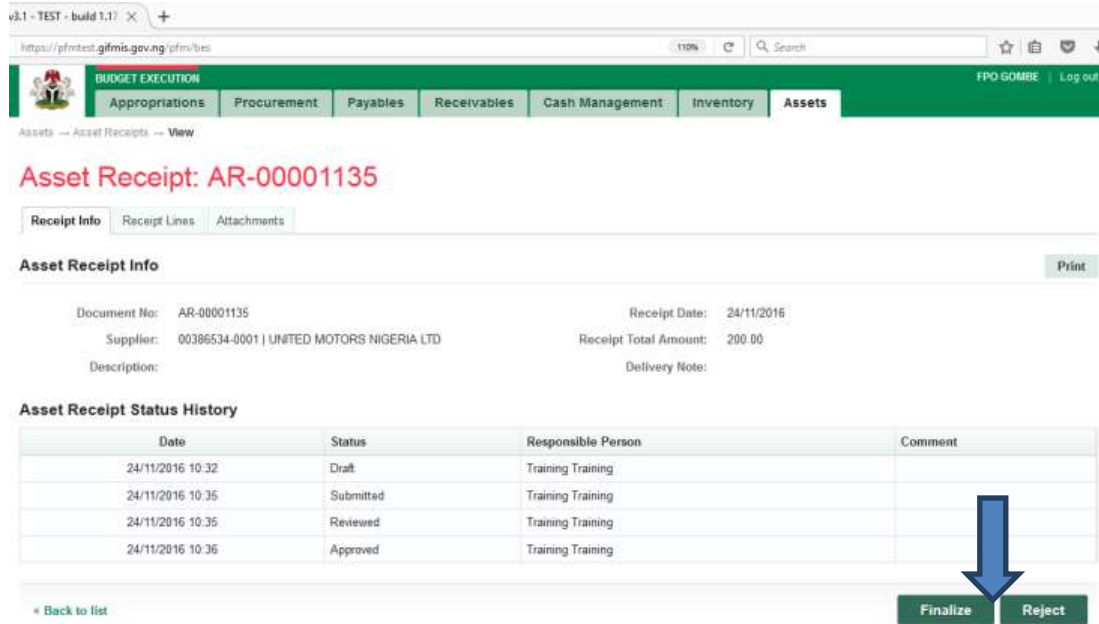 v3.1 - TEST - build 1.17
https://pfmtest.gifmis.gov.ng/pfm/bes 110% Search
BUDGET EXECUTION FPO GOMBE | Log out
Appropriations Procurement Payables Receivables Cash Management Inventory Assets
Assets → Asset Receipts → View
Asset Receipt: AR-00001135
Receipt Info Receipt Lines Attachments
Asset Receipt Info Print
Document No: AR-00001135 Receipt Date: 24/11/2016
Supplier: 00386534-0001 | UNITED MOTORS NIGERIA LTD Receipt Total Amount: 200.00
Description: Delivery Note:
Asset Receipt Status History
Date Status Responsible Person Comment
24/11/2016 10:32 Draft Training Training
24/11/2016 10:35 Submitted Training Training
24/11/2016 10:35 Reviewed Training Training
24/11/2016 10:36 Approved Training Training
« Back to list Finalize Reject